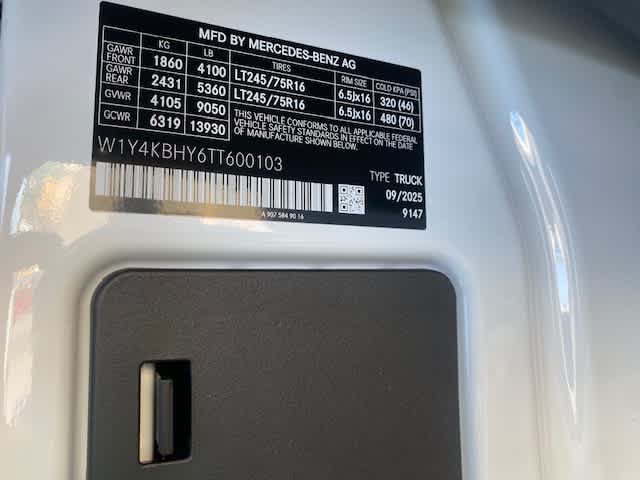 MFD BY MERCEDES-BENZ AG
KG LB TIRES RIM SIZE COLD KPA (PSI)
GAWR FRONT 1860 4100 LT245/75R16 6.5Jx16 320 (46)
GAWR REAR 2431 5360 LT245/75R16 6.5Jx16 480 (70)
GVWR 4105 9050
GCWR 6319 13930
THIS VEHICLE CONFORMS TO ALL APPLICABLE FEDERAL
VEHICLE SAFETY STANDARDS IN EFFECT ON THE DATE
OF MANUFACTURE SHOWN ABOVE.
W1Y4KBHY6TT600103
TYPE TRUCK
09/2025
9147
A 907 584 90 16